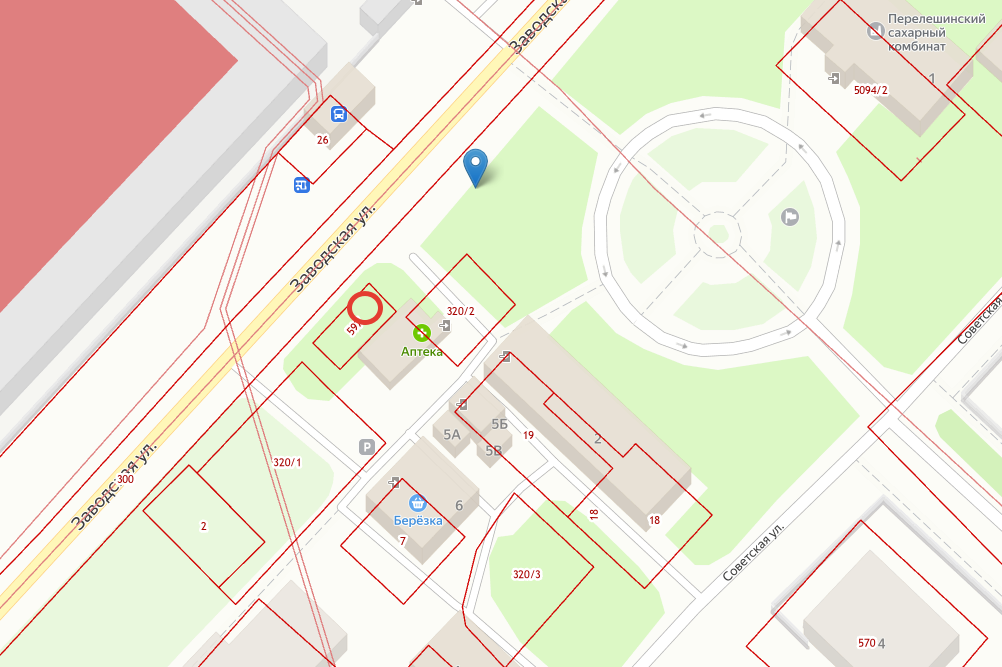 Заводская ул.
Перелешинский
сахарный
комбинат
1
5094/2
26
Заводская ул.
320/2
Аптека
Советская
5А
5Б
5В
19
2
300
320/1
Заводская ул.
P
2
Берёзка
6
7
18
18
320/3
Советская ул.
570
4